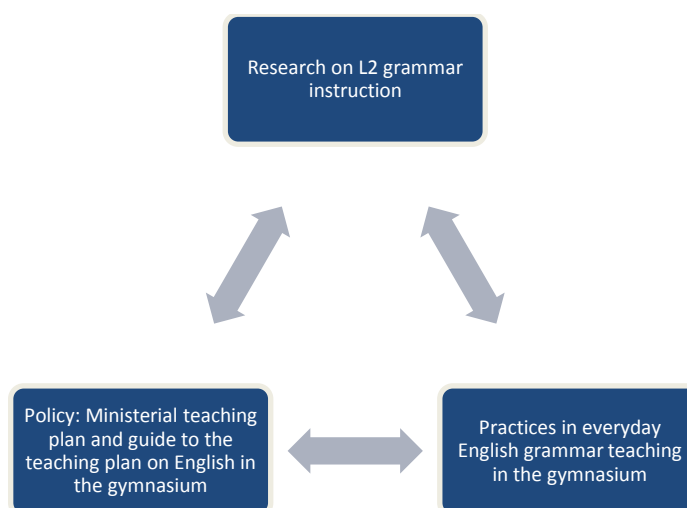 Research on L2 grammar
instruction
Policy: Ministerial teaching
plan and guide to the
teaching plan on English in
the gymnasium
Practices in everyday
English grammar teaching
in the gymnasium